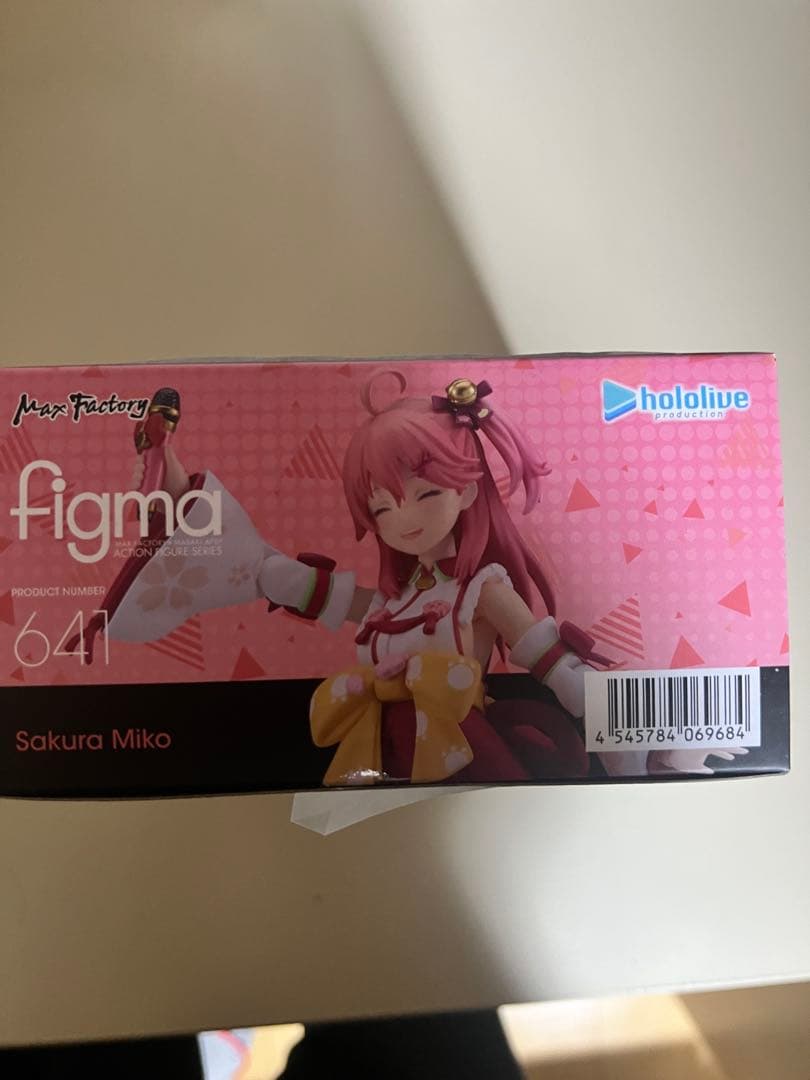 Max Factory
hololive
production
figma
MAX FACTORY × MASAKI APSY
ACTION FIGURE SERIES
PRODUCT NUMBER
641
Sakura Miko
4 545784 069684